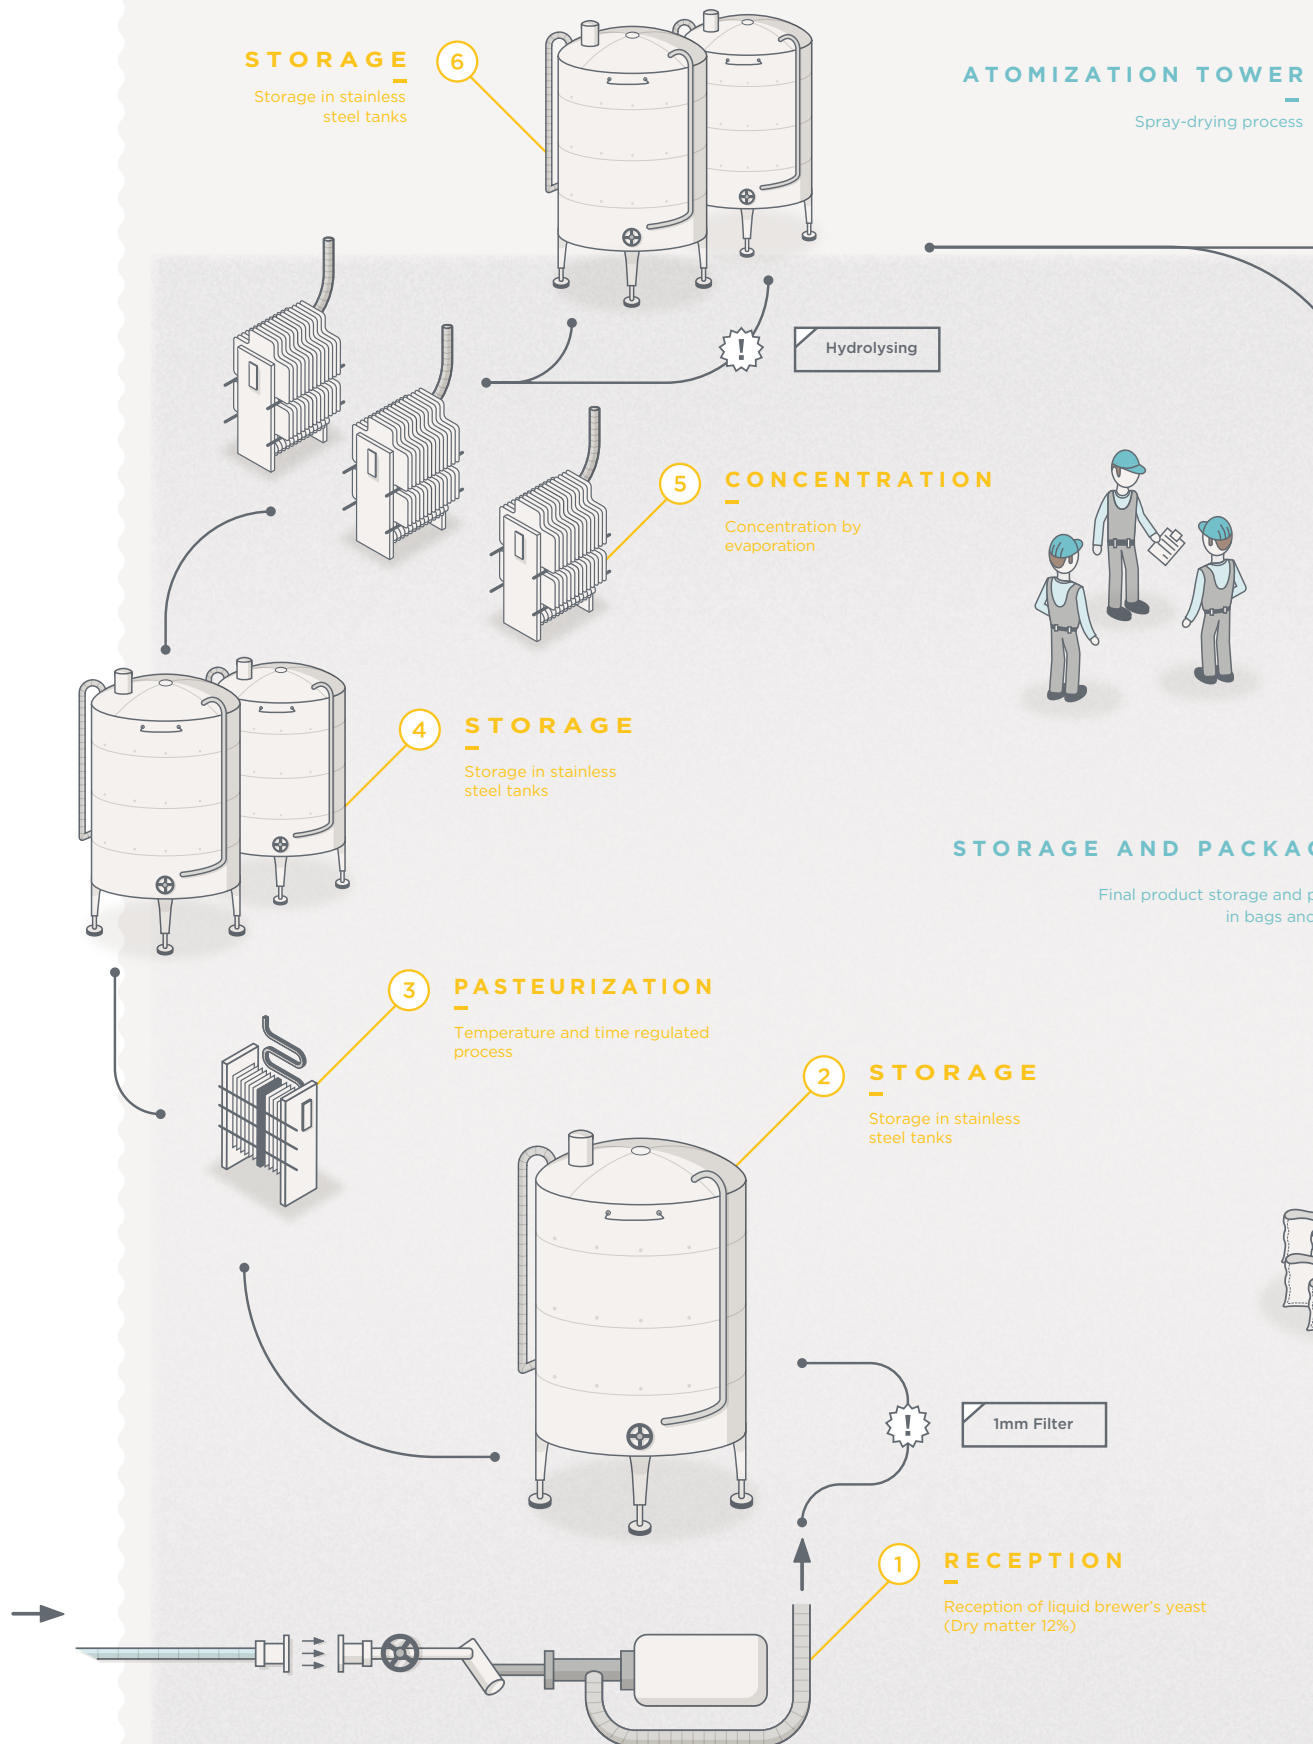 STORAGE
6
Storage in stainless
steel tanks
ATOMIZATION TOWER
Spray-drying process
!
Hydrolysing
5
CONCENTRATION
Concentration by
evaporation
4
STORAGE
Storage in stainless
steel tanks
STORAGE AND
Final product storage and
in bags
3
PASTEURIZATION
Temperature and time regulated
process
2
STORAGE
Storage in stainless
steel tanks
!
1mm Filter
1
RECEPTION
Reception of liquid brewer's yeast
(Dry matter 12%)